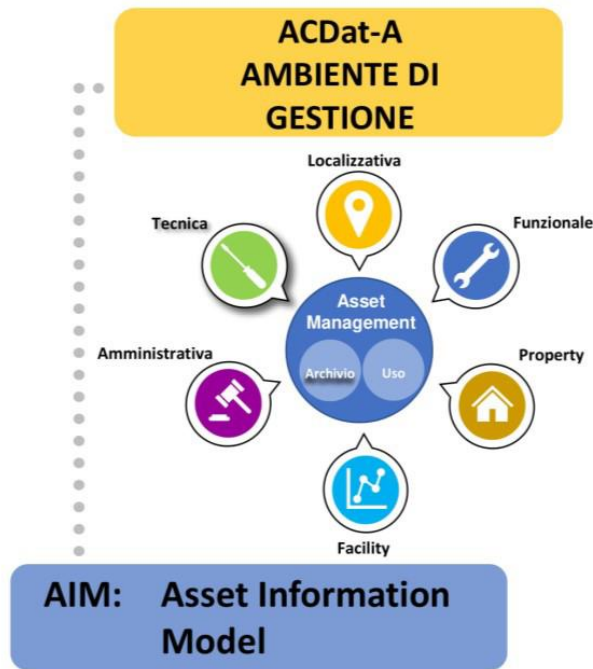 ACDat-A
AMBIENTE DI
GESTIONE
Localizzativa
Tecnica
Funzionale
Asset
Management
Archivio
Uso
Amministrativa
Property
Facility
AIM: Asset Information
Model